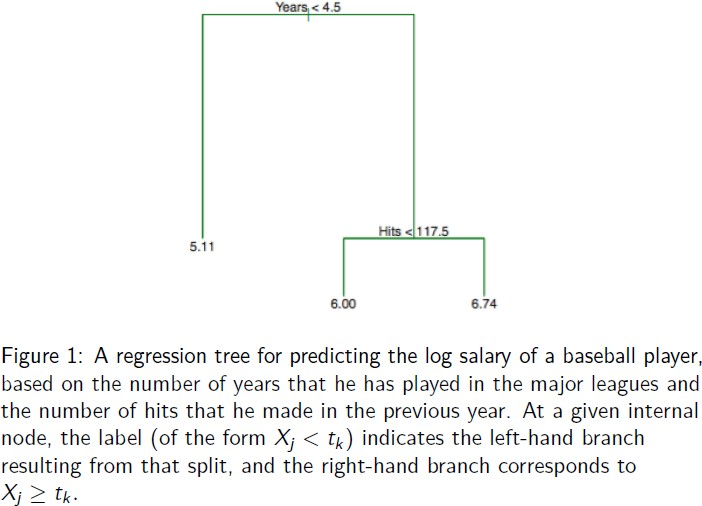 Years < 4.5
Hits < 117.5
5.11
6.00 6.74
Figure 1: A regression tree for predicting the log salary of a baseball player,
based on the number of years that he has played in the major leagues and
the number of hits that he made in the previous year. At a given internal
node, the label (of the form Xj < tk) indicates the left-hand branch
resulting from that split, and the right-hand branch corresponds to
Xj ≥ tk.